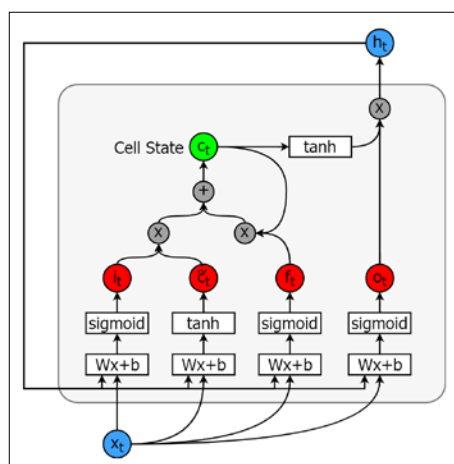 hₜ
x
Cell State cₜ tanh
+
x x
iₜ c̃ₜ fₜ oₜ
sigmoid tanh sigmoid sigmoid
Wx+b Wx+b Wx+b Wx+b
xₜ